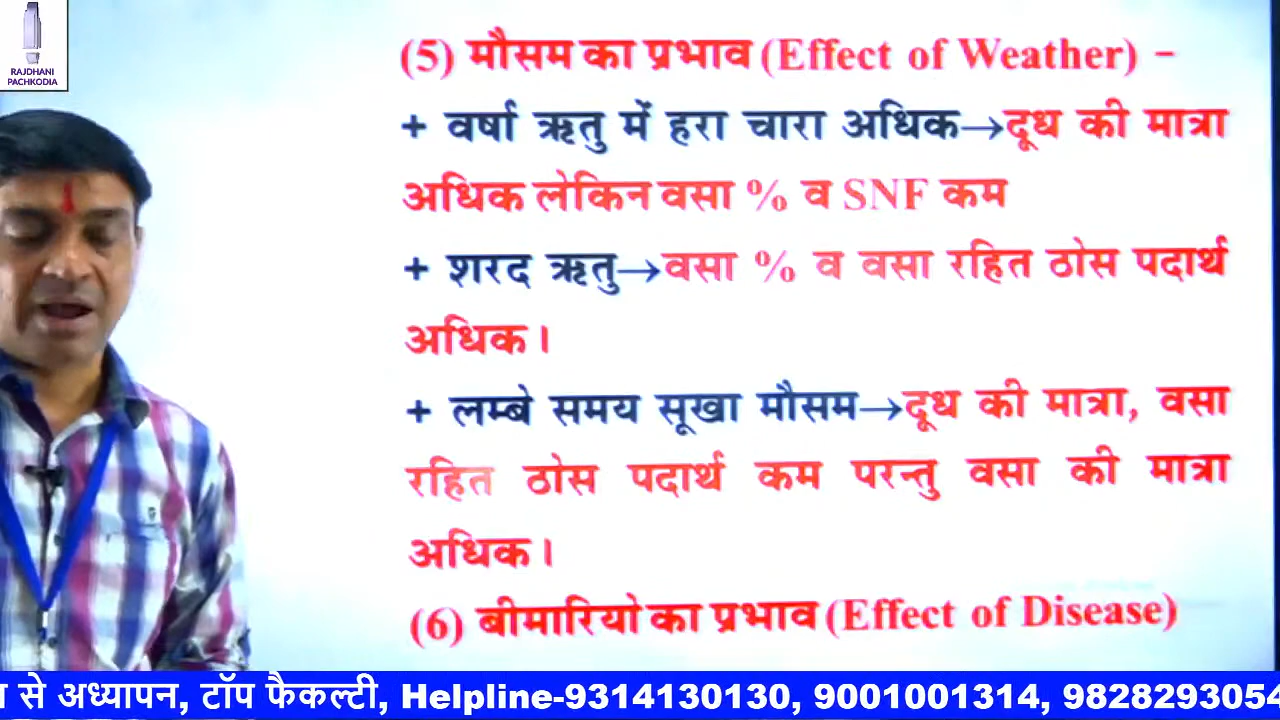 RAJDHANI
PACHKODIA
(5) मौसम का प्रभाव (Effect of Weather) –
+ वर्षा ऋतु में हरा चारा अधिक→दूध की मात्रा
अधिक लेकिन वसा % व SNF कम
+ शरद ऋतु→वसा % व वसा रहित ठोस पदार्थ
अधिक।
+ लम्बे समय सूखा मौसम→दूध की मात्रा, वसा
रहित ठोस पदार्थ कम परन्तु वसा की मात्रा
अधिक।
(6) बीमारियो का प्रभाव (Effect of Disease)
से अध्यापन, टॉप फैकल्टी, Helpline-9314130130, 9001001314, 9828293054